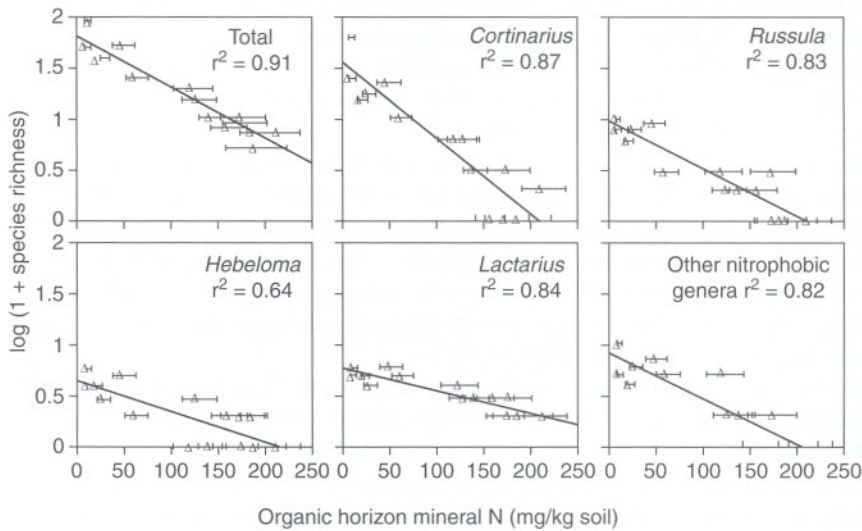 Total
r² = 0.91
Cortinarius
r² = 0.87
Russula
r² = 0.83
2
1.5
1
0.5
0
Hebeloma
r² = 0.64
Lactarius
r² = 0.84
Other nitrophobic
genera r² = 0.82
2
1.5
1
0.5
0
log (1 + species richness)
0 50 100 150 200 250 0 50 100 150 200 250 0 50 100 150 200 250
Organic horizon mineral N (mg/kg soil)